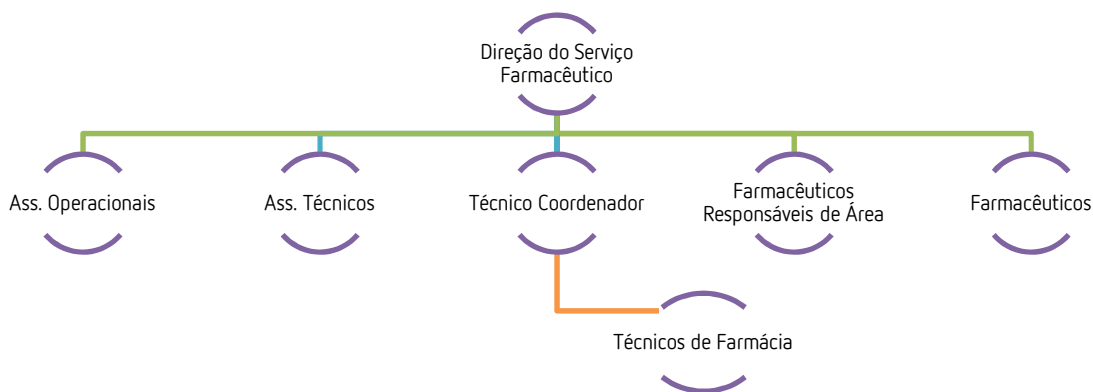 Direção do Serviço
Farmacêutico
Ass. Operacionais
Ass. Técnicos
Técnico Coordenador
Farmacêuticos
Responsáveis de Área
Farmacêuticos
Técnicos de Farmácia